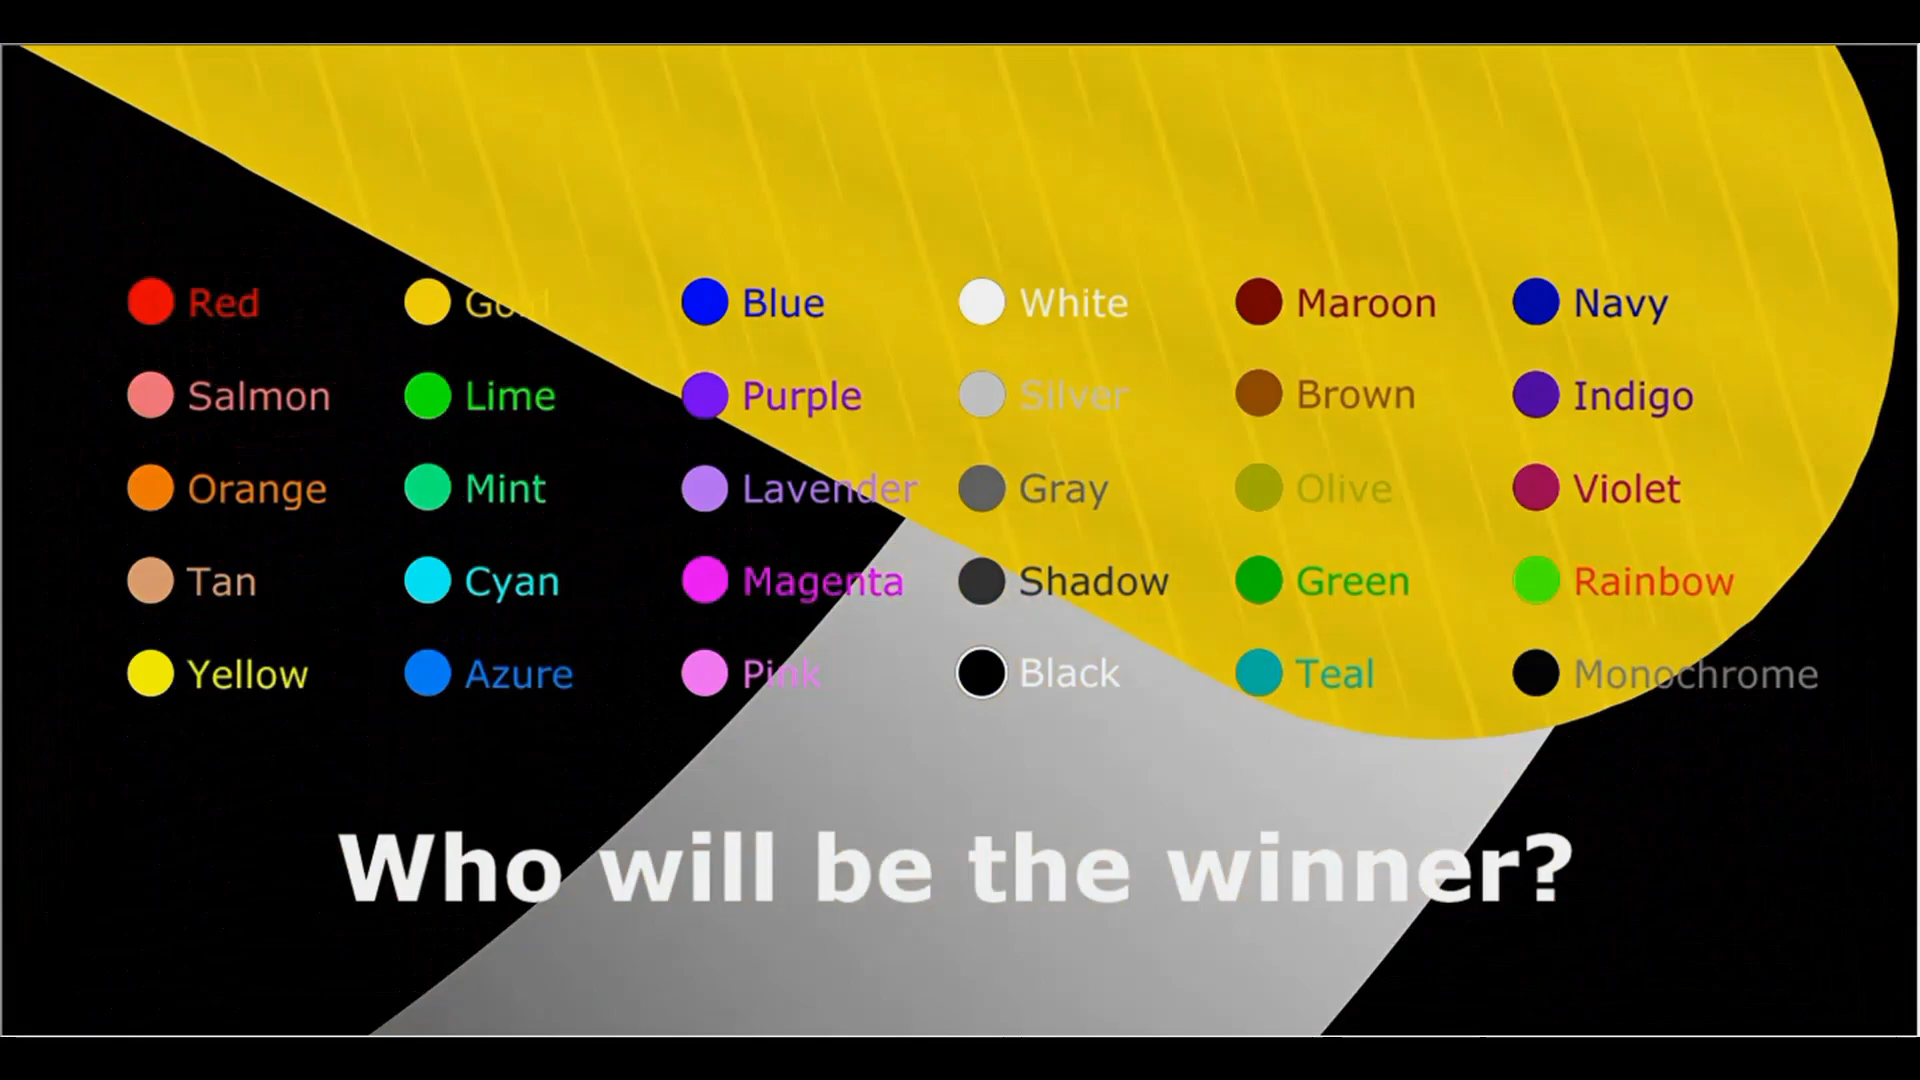 Red Gold Blue White Maroon Navy
Salmon Lime Purple Silver Brown Indigo
Orange Mint Lavender Gray Olive Violet
Tan Cyan Magenta Shadow Green Rainbow
Yellow Azure Pink Black Teal Monochrome
Who will be the winner?